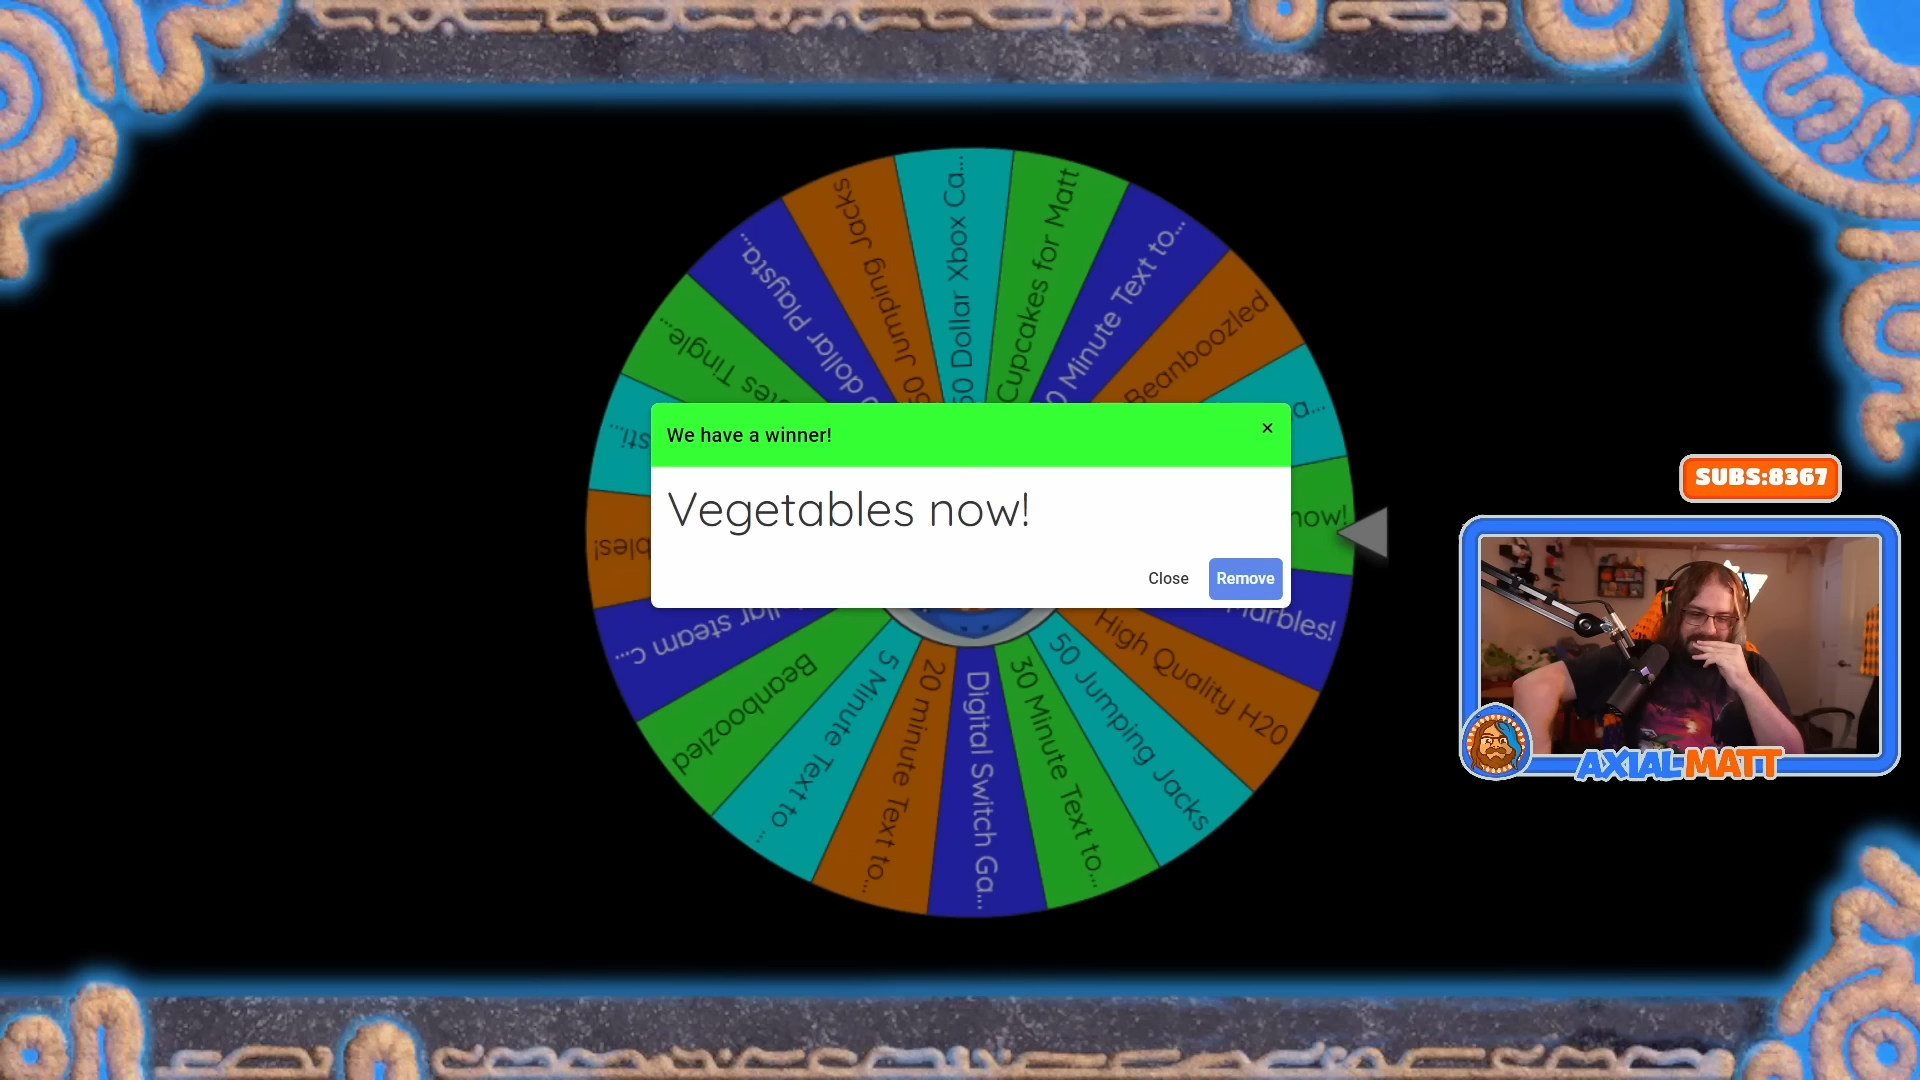 50 Dollar Xbox Ca...
Cupcakes for Matt
0 Minute Text to...
Beanboozled
a...
now!
Marbles!
High Quality H20
50 Jumping Jacks
30 Minute Text to...
Digital Switch Ga...
20 minute Text to...
5 Minute Text to ...
Beanboozled
llar steam c...
bles!
sti...
tes Tingle...
dollar Playsta...
50 Jumping Jacks
We have a winner!
×
Vegetables now!
Close
Remove
SUBS:8367
AXIAL MATT